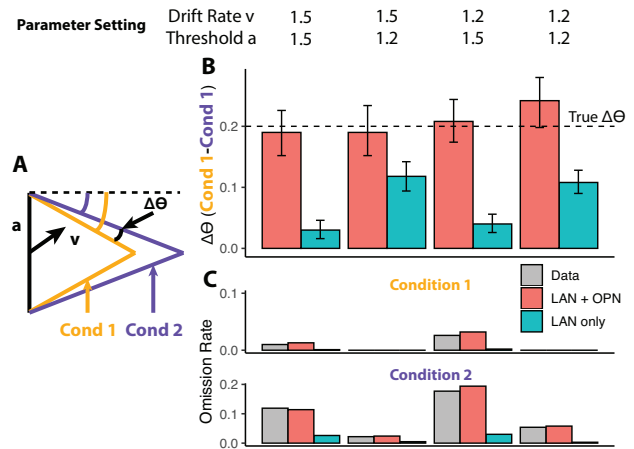 Parameter Setting
Drift Rate v 1.5 1.5 1.2 1.2
Threshold a 1.5 1.2 1.5 1.2
A
a
v
ΔΘ
Cond 1 Cond 2
B
ΔΘ (Cond 1-Cond 1)
0.2
0.1
0.0
True ΔΘ
C
Omission Rate
Condition 1
0.1
0.0
Data
LAN + OPN
LAN only
Condition 2
0.2
0.1
0.0